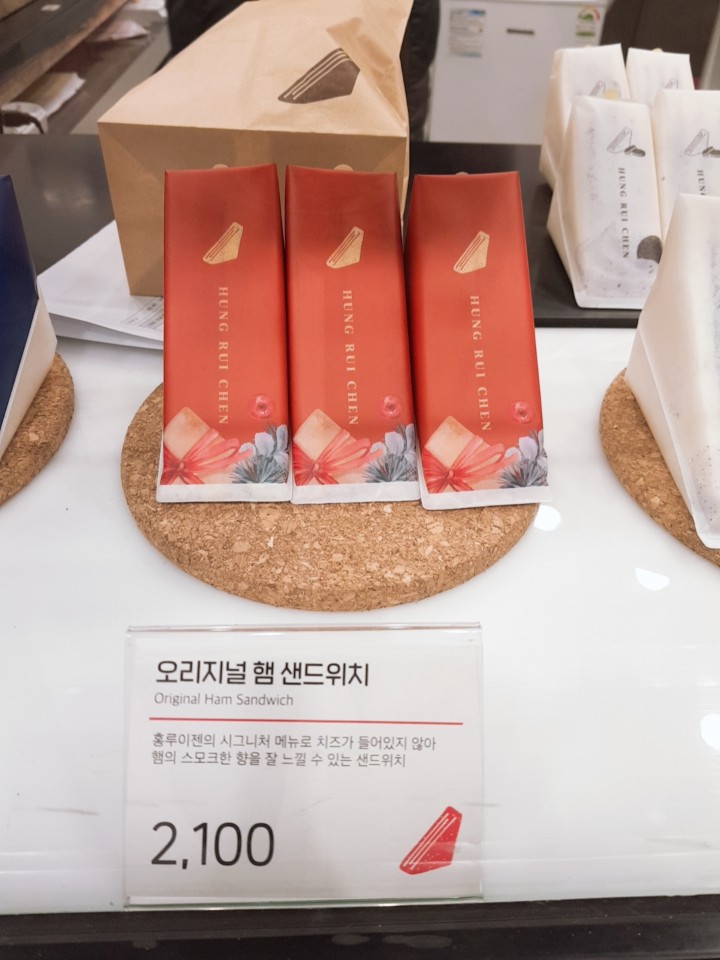 HUNG RUI CHEN
HUNG RUI CHEN
HUNG RUI CHEN
HUNG RUI CHEN
오리지널 햄 샌드위치
Original Ham Sandwich
홍루이젠의 시그니처 메뉴로 치즈가 들어있지 않아
햄의 스모크한 향을 잘 느낄 수 있는 샌드위치
2,100